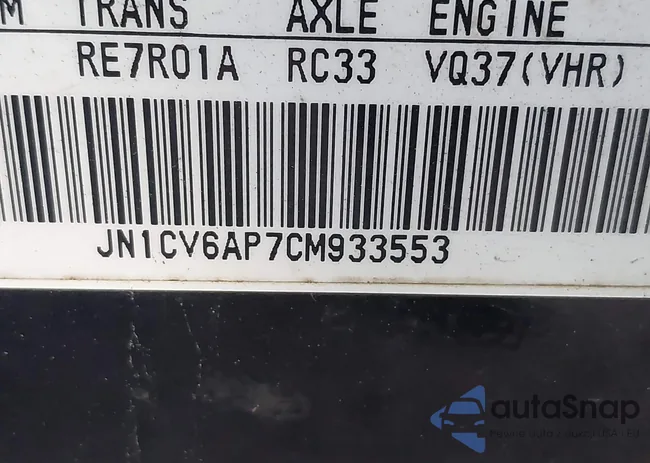 M TRANS AXLE ENGINE
RE7R01A RC33 VQ37(VHR)
JN1CV6AP7CM933553
autaSnap